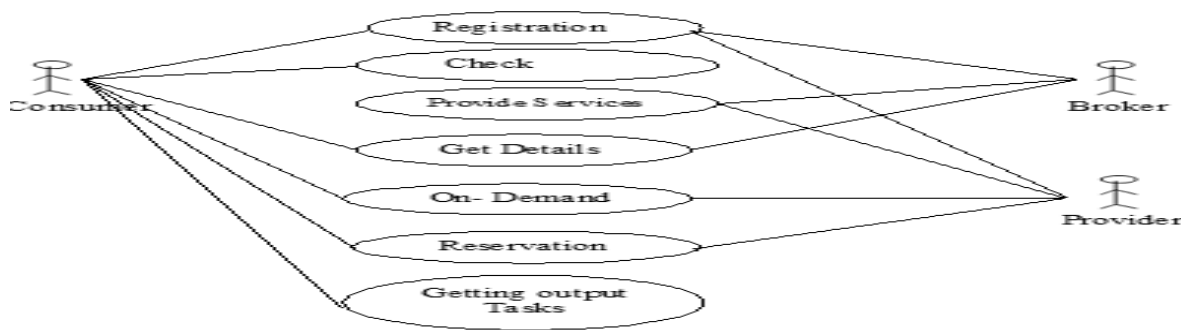 Registration
Check
Consumer
Provide Services
Broker
Get Details
On- Demand
Provider
Reservation
Getting output
Tasks